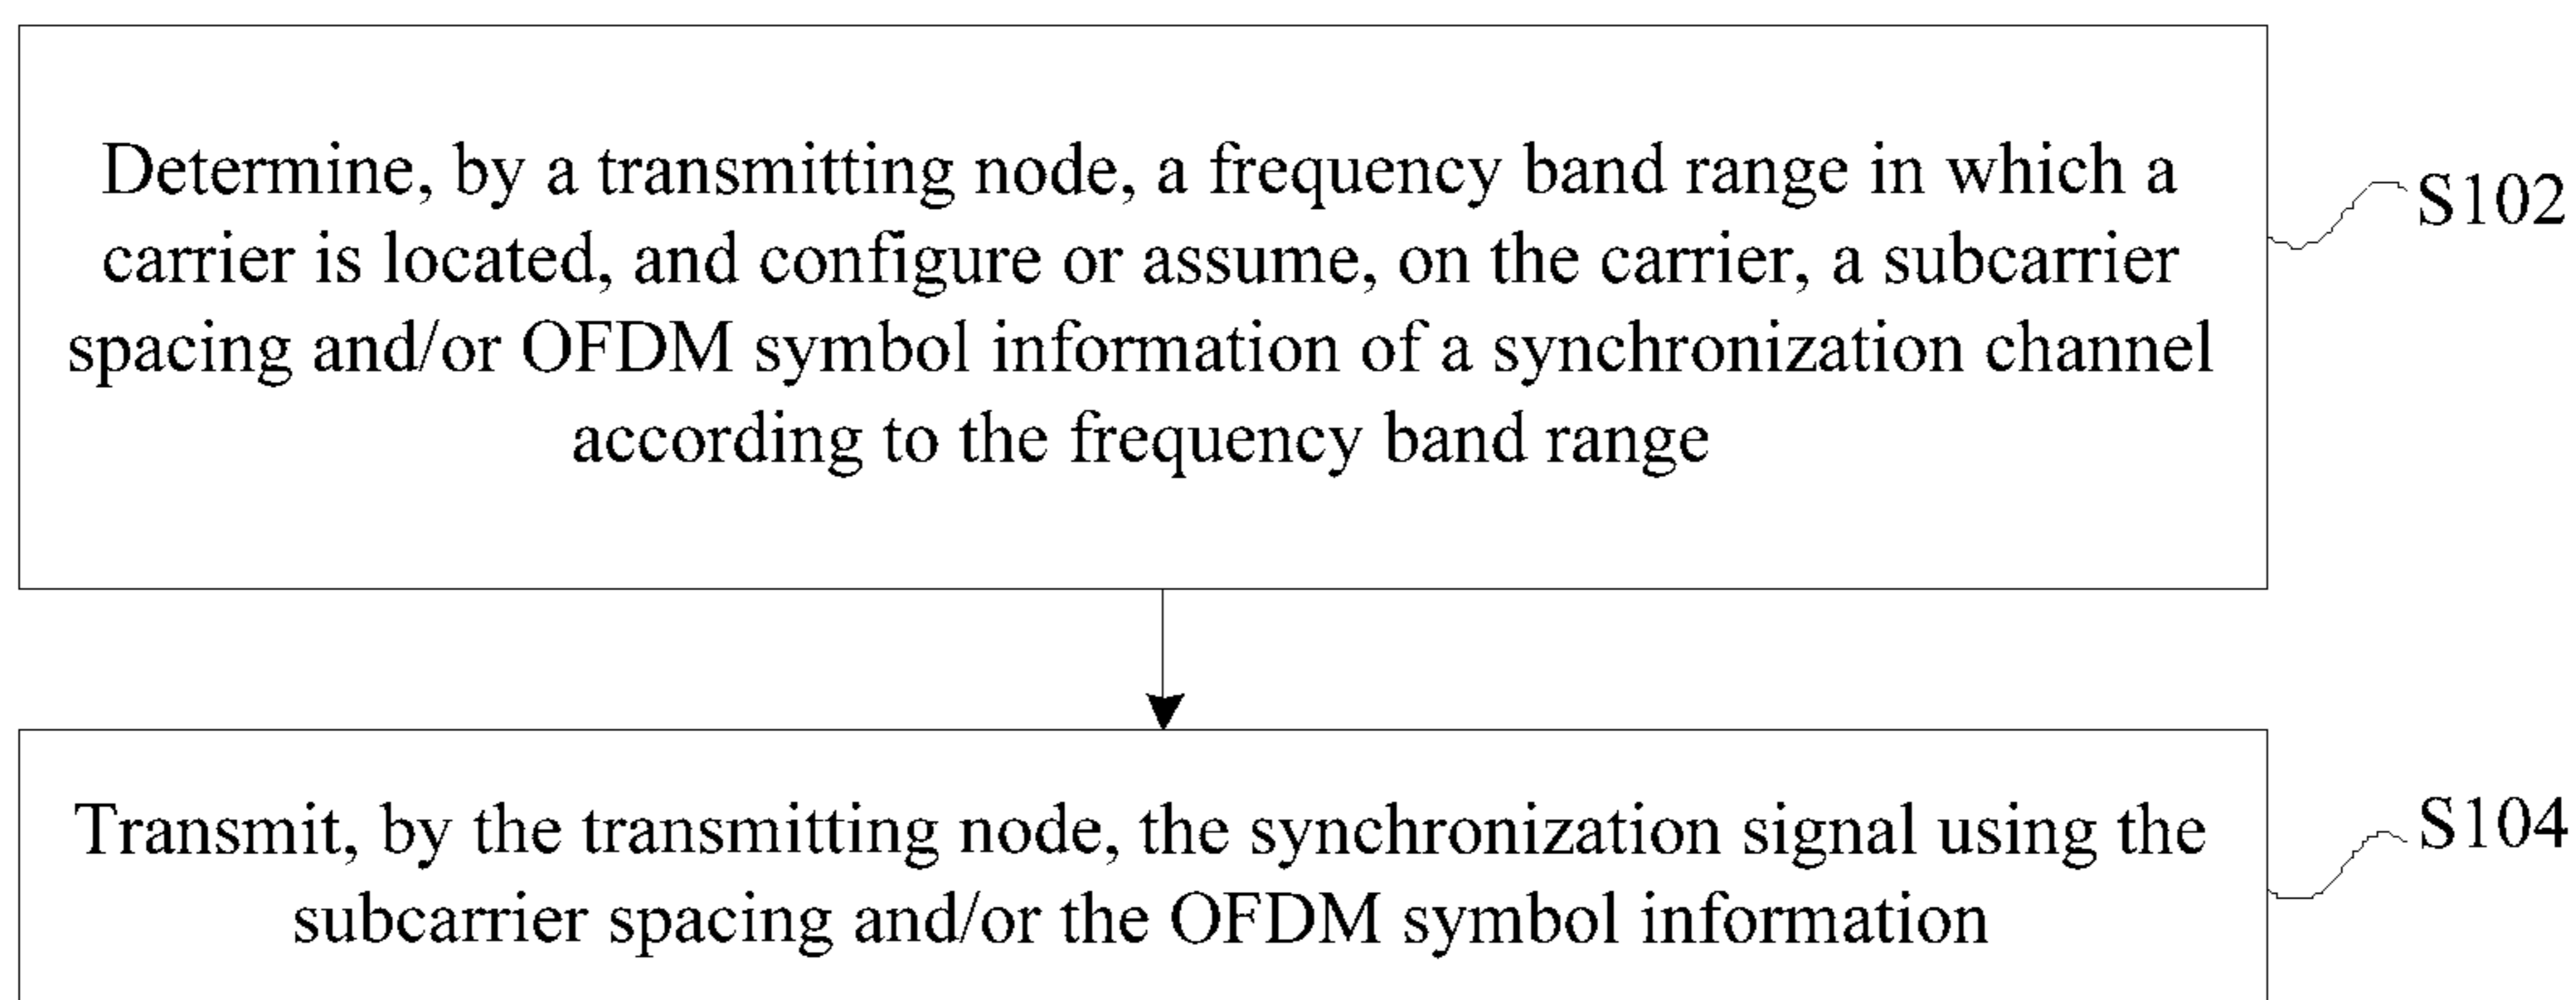 Determine, by a transmitting node, a frequency band range in which a
carrier is located, and configure or assume, on the carrier, a subcarrier
spacing and/or OFDM symbol information of a synchronization channel
according to the frequency band range
S102
Transmit, by the transmitting node, the synchronization signal using the
subcarrier spacing and/or the OFDM symbol information
S104